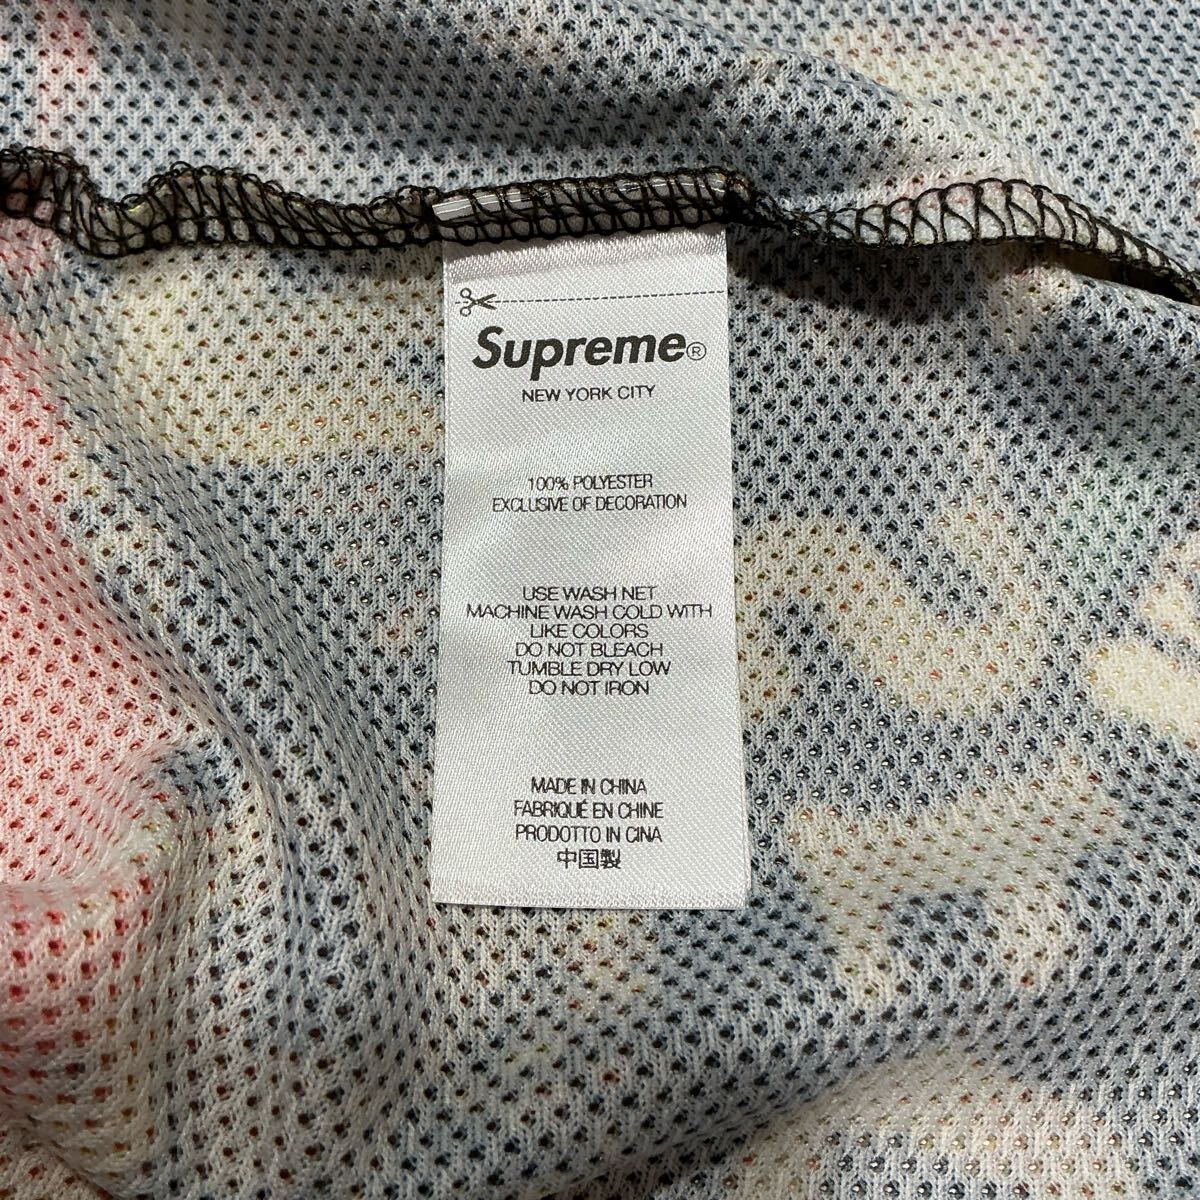 Supreme®
NEW YORK CITY
100% POLYESTER
EXCLUSIVE OF DECORATION
USE WASH NET
MACHINE WASH COLD WITH
LIKE COLORS
DO NOT BLEACH
TUMBLE DRY LOW
DO NOT IRON
MADE IN CHINA
FABRIQUÉ EN CHINE
PRODOTTO IN CINA
中国製